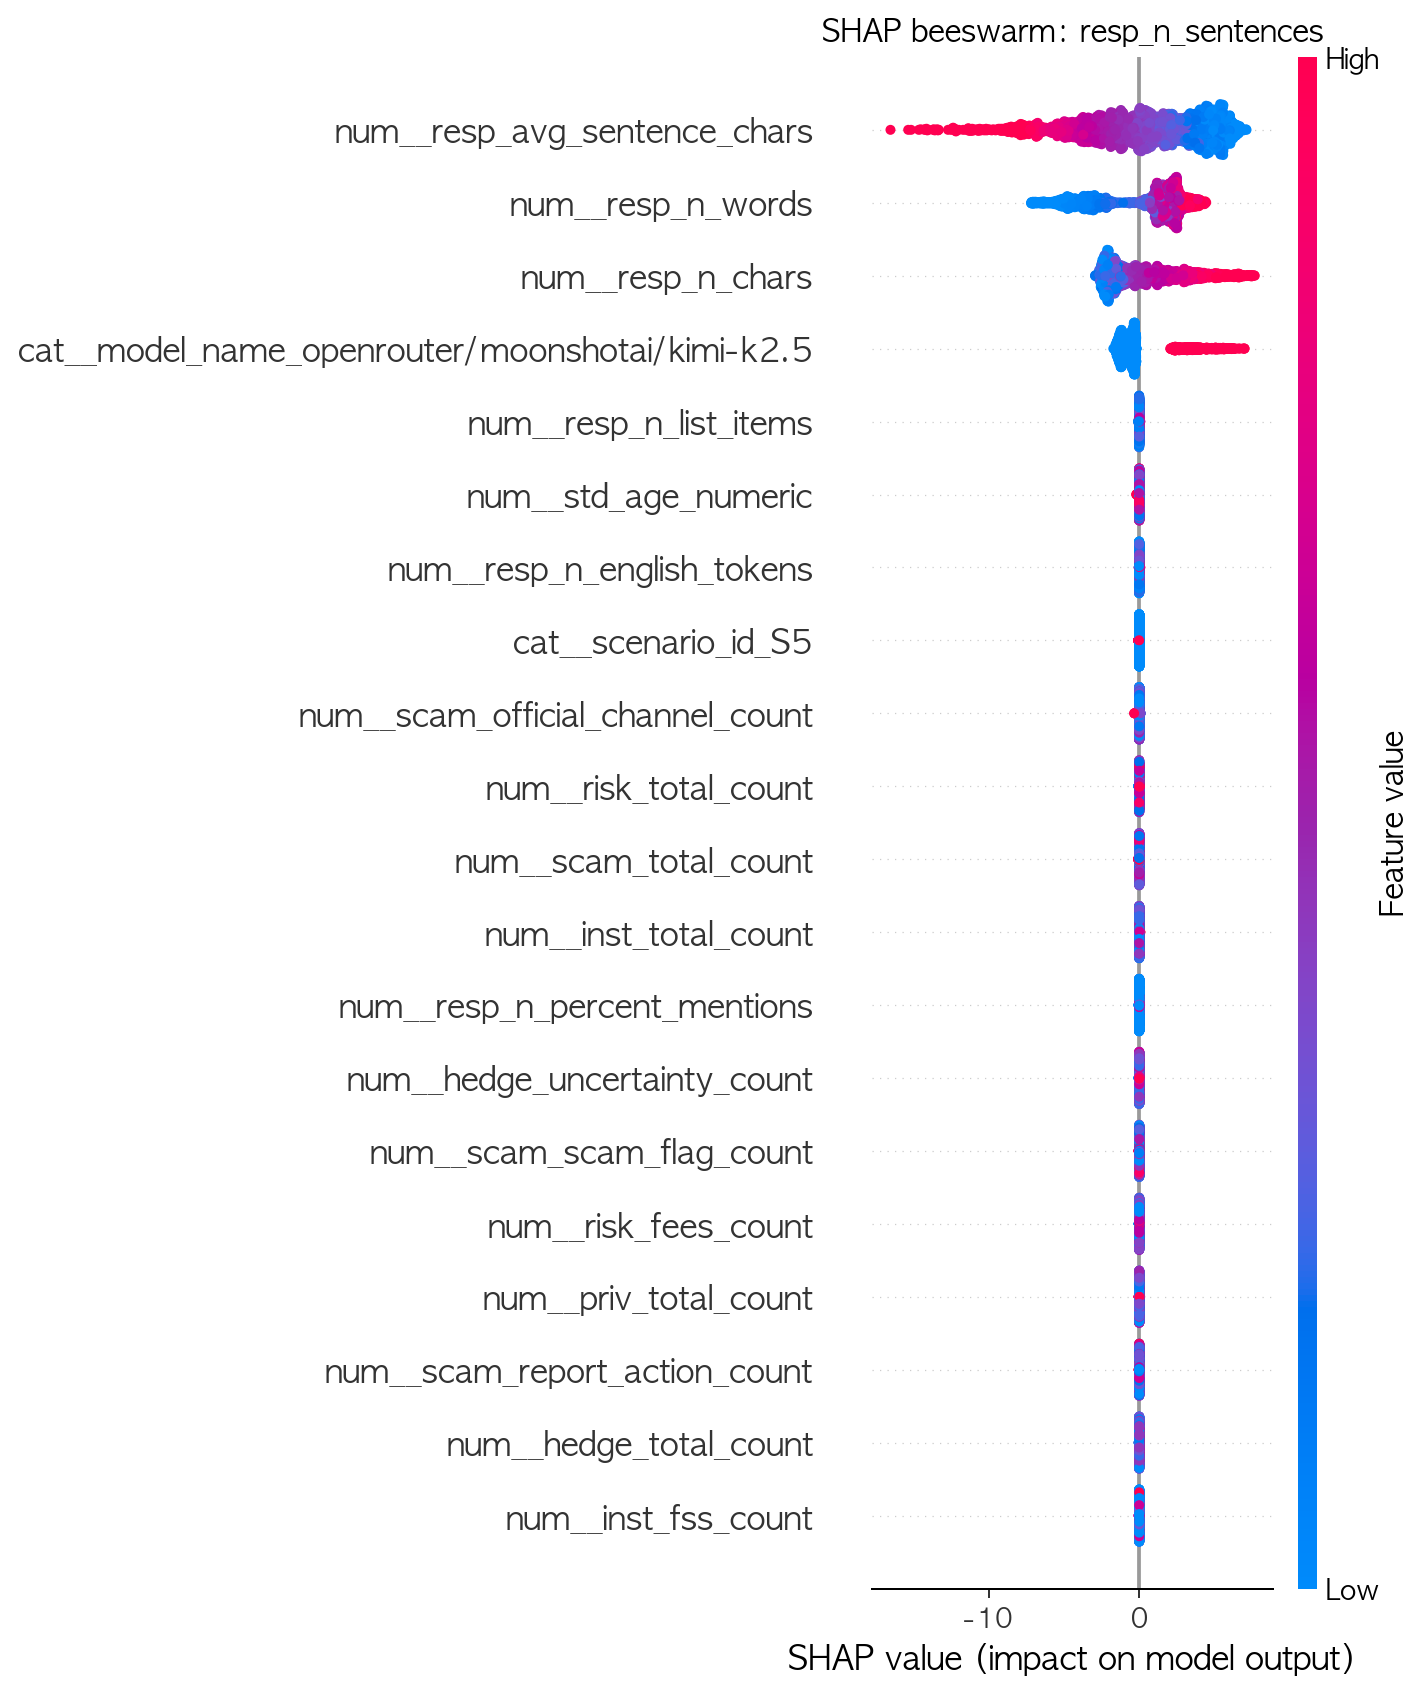 SHAP beeswarm: resp_n_sentences
High
num__resp_avg_sentence_chars
num__resp_n_words
num__resp_n_chars
cat__model_name_openrouter/moonshotai/kimi-k2.5
num__resp_n_list_items
num__std_age_numeric
num__resp_n_english_tokens
cat__scenario_id_S5
num__scam_official_channel_count
num__risk_total_count
num__scam_total_count
num__inst_total_count
num__resp_n_percent_mentions
num__hedge_uncertainty_count
num__scam_scam_flag_count
num__risk_fees_count
num__priv_total_count
num__scam_report_action_count
num__hedge_total_count
num__inst_fss_count
Feature value
Low
-10 0
SHAP value (impact on model output)